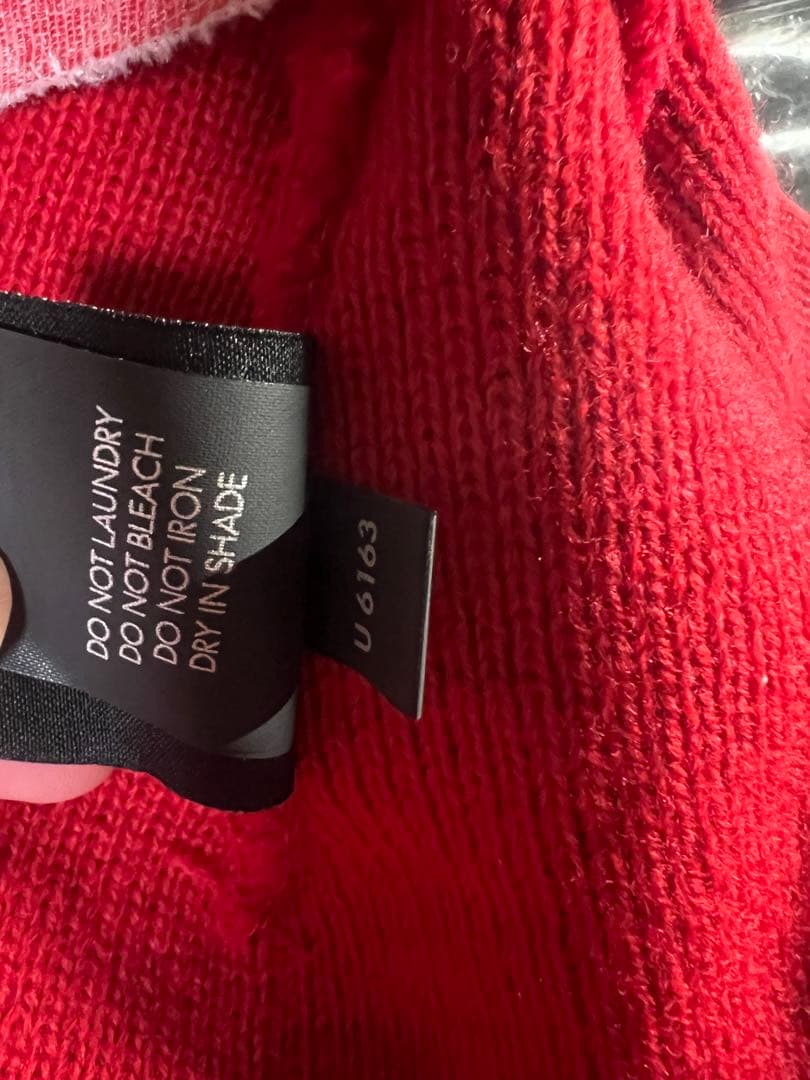 DO NOT LAUNDRY
DO NOT BLEACH
DO NOT IRON
DRY IN SHADE
U 6163